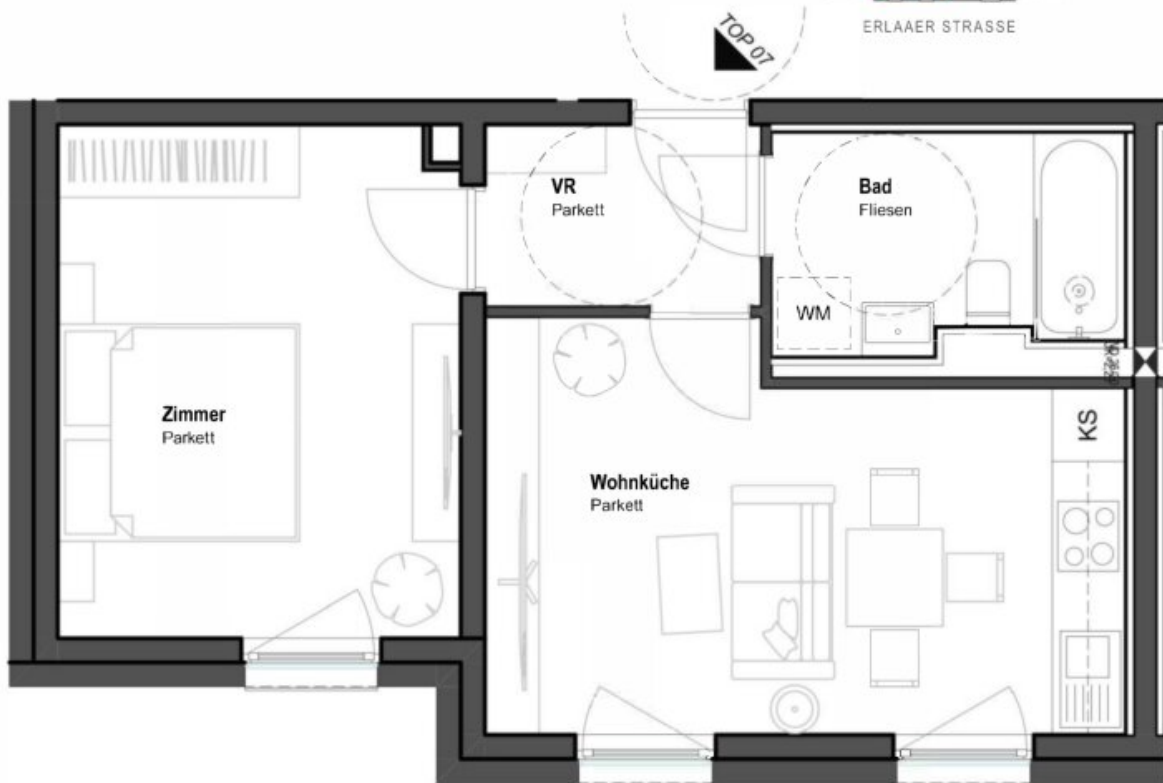 ERLAAER STRASSE
TOP 07
VR
Parkett
Bad
Fliesen
WM
Zimmer
Parkett
KS
Wohnküche
Parkett